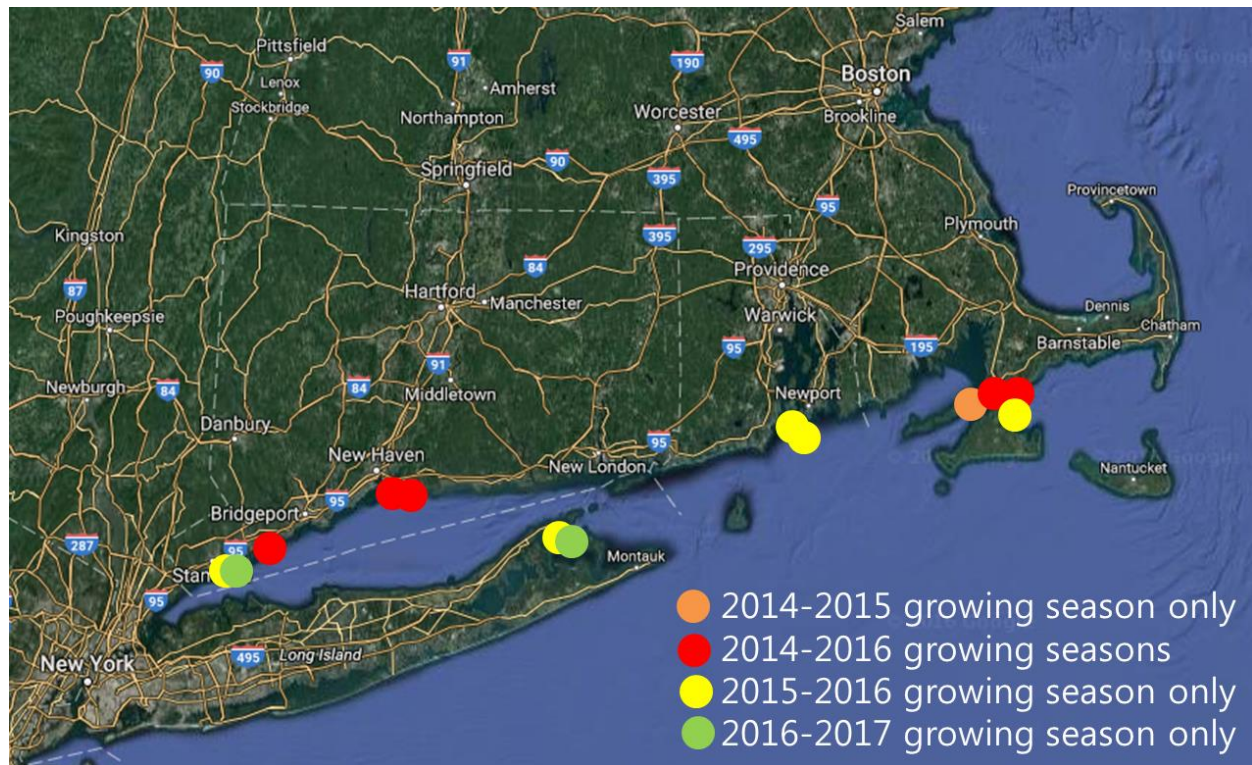 Salem
Pittsfield
91
190
90
Boston
Lenox
Amherst
Stockbridge
Northampton
Worcester
Brookline
495
90
Springfield
395
Provincetown
95
Plymouth
Kingston
395
295
84
Providence
87
Hartford
Manchester
Dennis
Poughkeepsie
Warwick
Chatham
95
195
Barnstable
91
Newburgh
84
84
Middletown
Newport
Danbury
95
New Haven
New London
Nantucket
95
Bridgeport
287
95
Stan
Montauk
95
2014-2015 growing season only
2014-2016 growing seasons
495
Long Island
New York
2015-2016 growing season only
2016-2017 growing season only